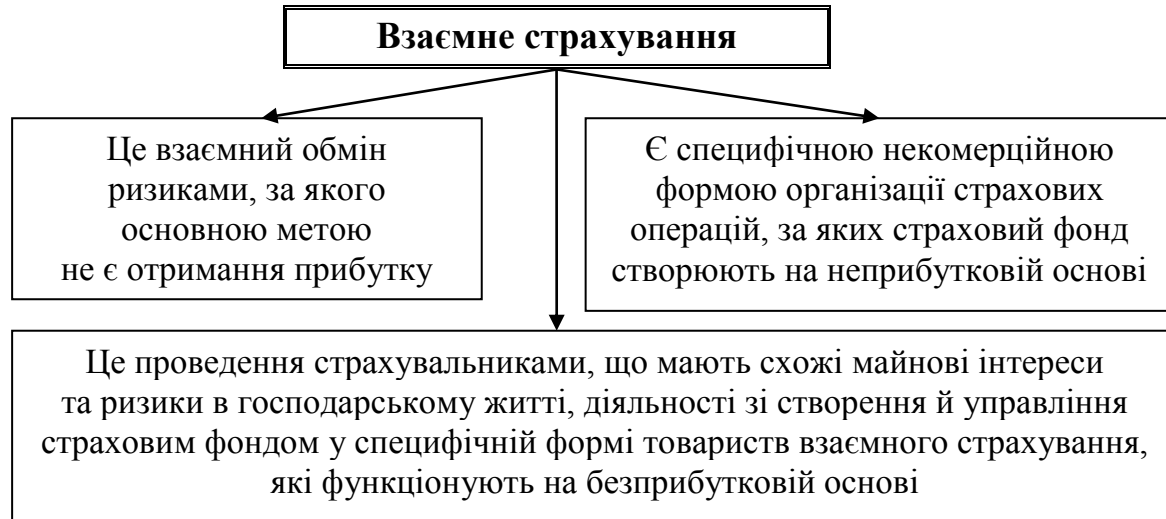 Взаємне страхування
Це взаємний обмін
ризиками, за якого
основною метою
не є отримання прибутку
Є специфічною некомерційною
формою організації страхових
операцій, за яких страховий фонд
створюють на неприбутковій основі
Це проведення страхувальниками, що мають схожі майнові інтереси
та ризики в господарському житті, діяльності зі створення й управління
страховим фондом у специфічній формі товариств взаємного страхування,
які функціонують на безприбутковій основі